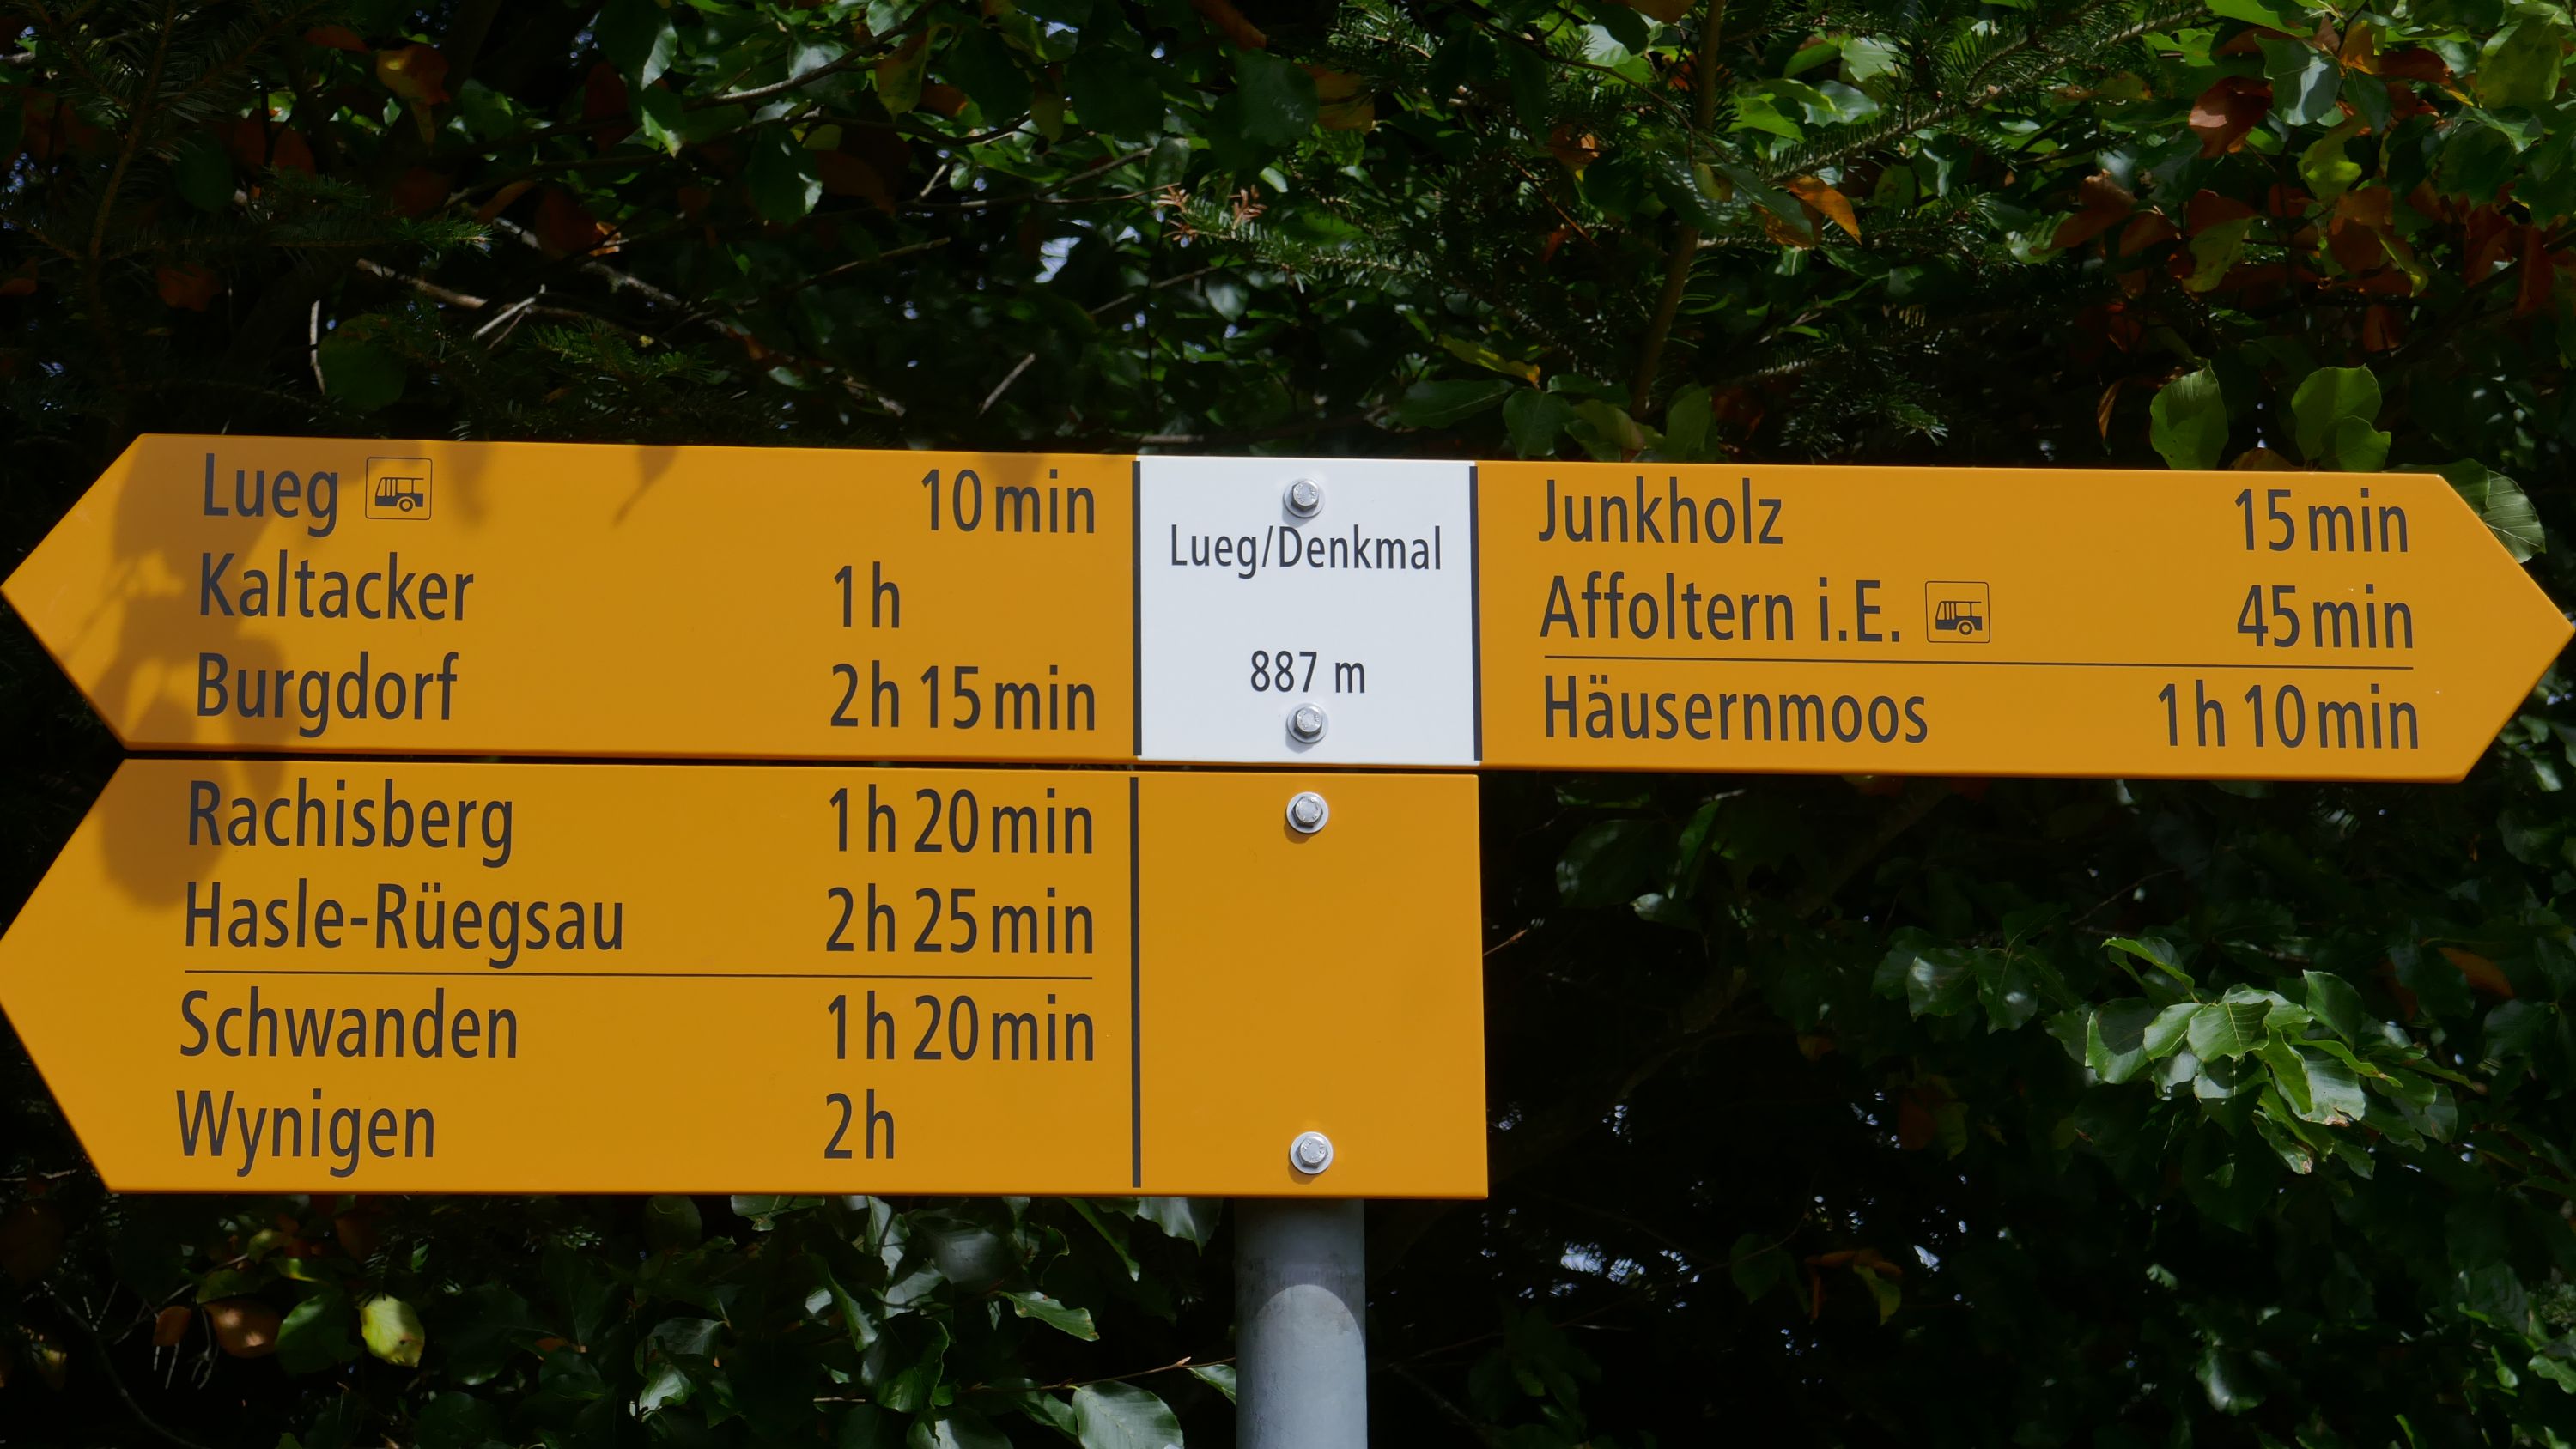 Lueg 10 min
Kaltacker 1 h
Burgdorf 2 h 15 min
Lueg/Denkmal
887 m
Junkholz 15 min
Affoltern i.E. 45 min
Häusernmoos 1 h 10 min
Rachisberg 1 h 20 min
Hasle-Rüegsau 2 h 25 min
Schwanden 1 h 20 min
Wynigen 2 h